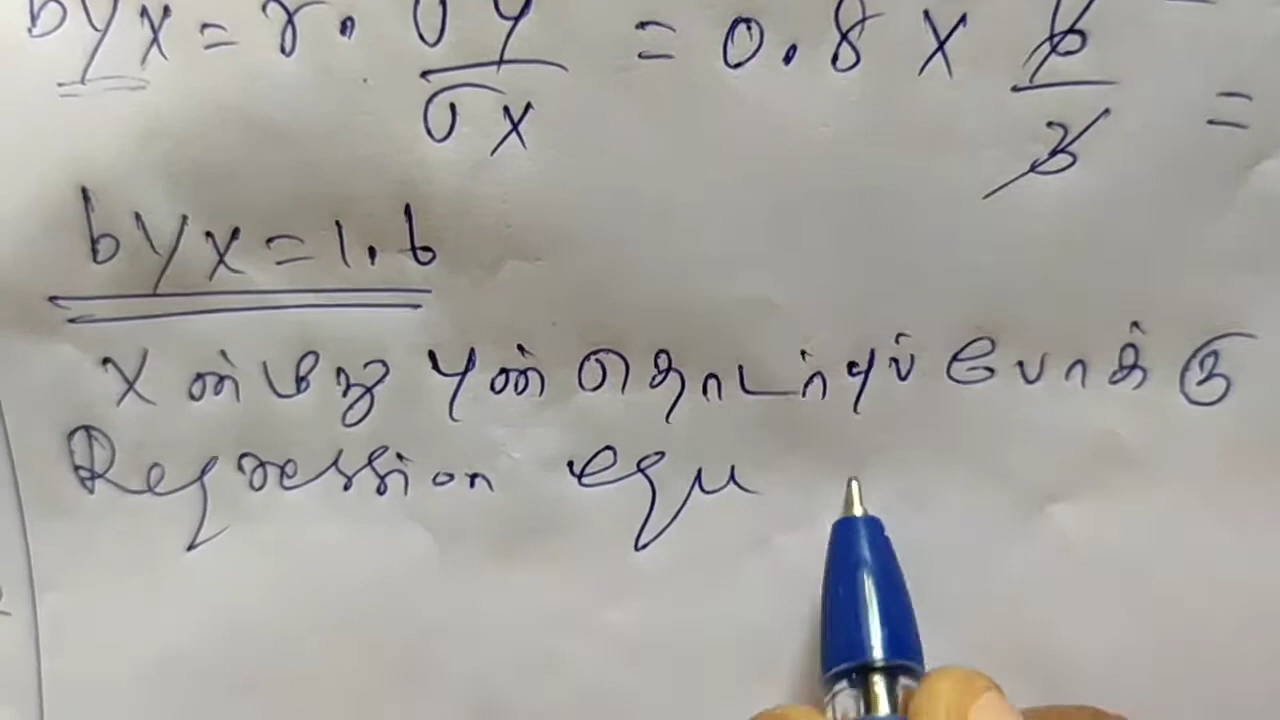 byx = r. σy/σx = 0.8 × 6/3 =
byx = 1.6
X ன் மீது Y ன் தொடர்புப் போக்கு
Regression equ